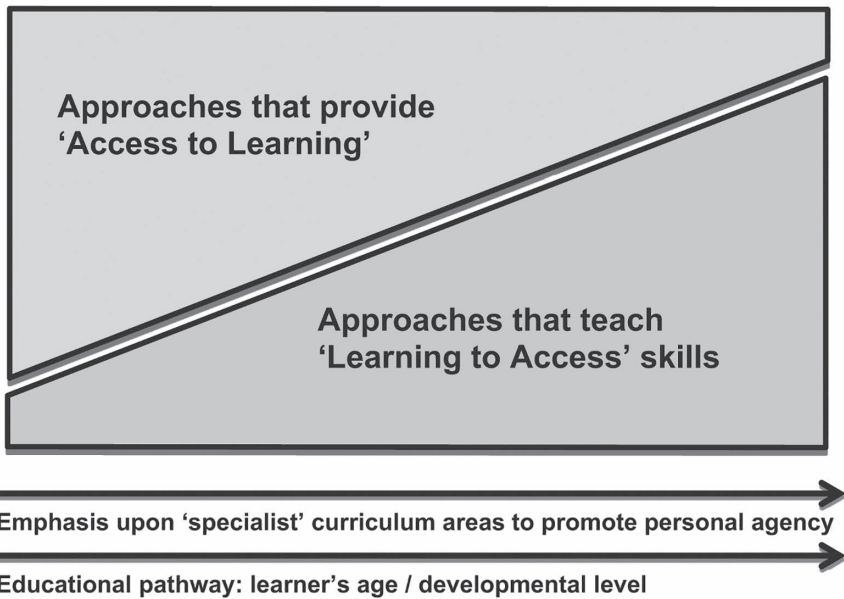 Approaches that provide
‘Access to Learning’
Approaches that teach
‘Learning to Access’ skills
Emphasis upon ‘specialist’ curriculum areas to promote personal agency
Educational pathway: learner’s age / developmental level